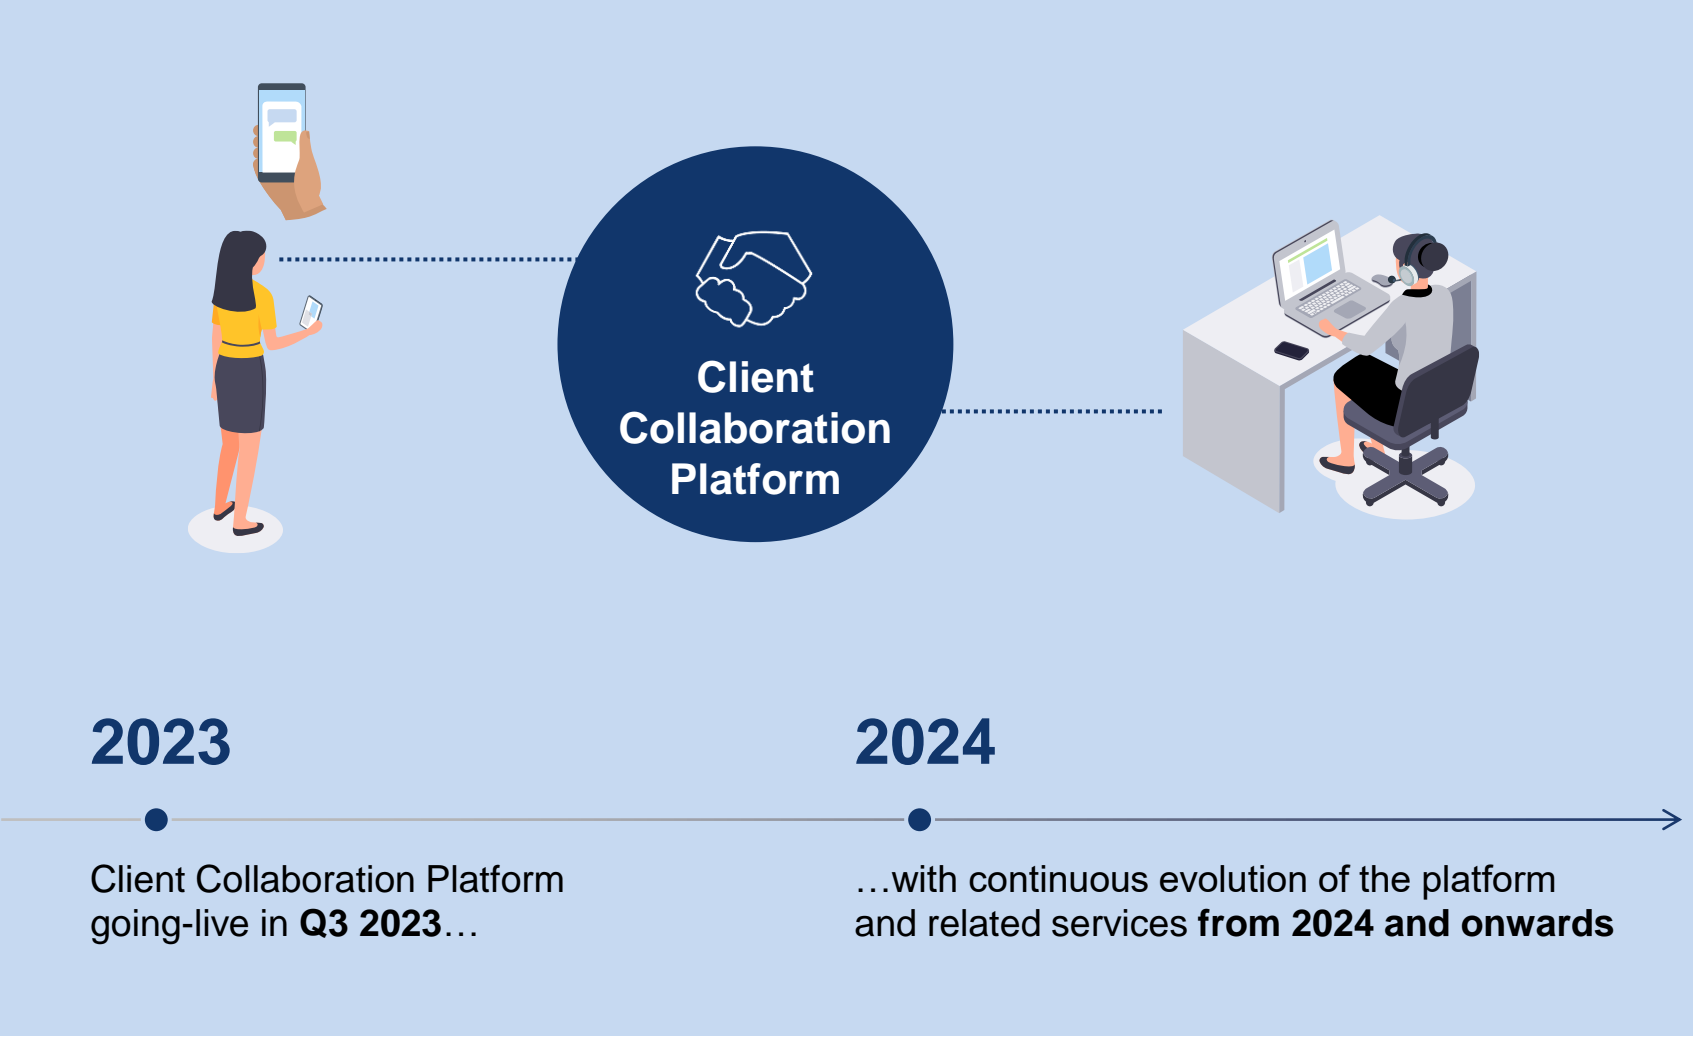 Client
Collaboration
Platform
2023
2024
Client Collaboration Platform
going-live in Q3 2023…
…with continuous evolution of the platform
and related services from 2024 and onwards